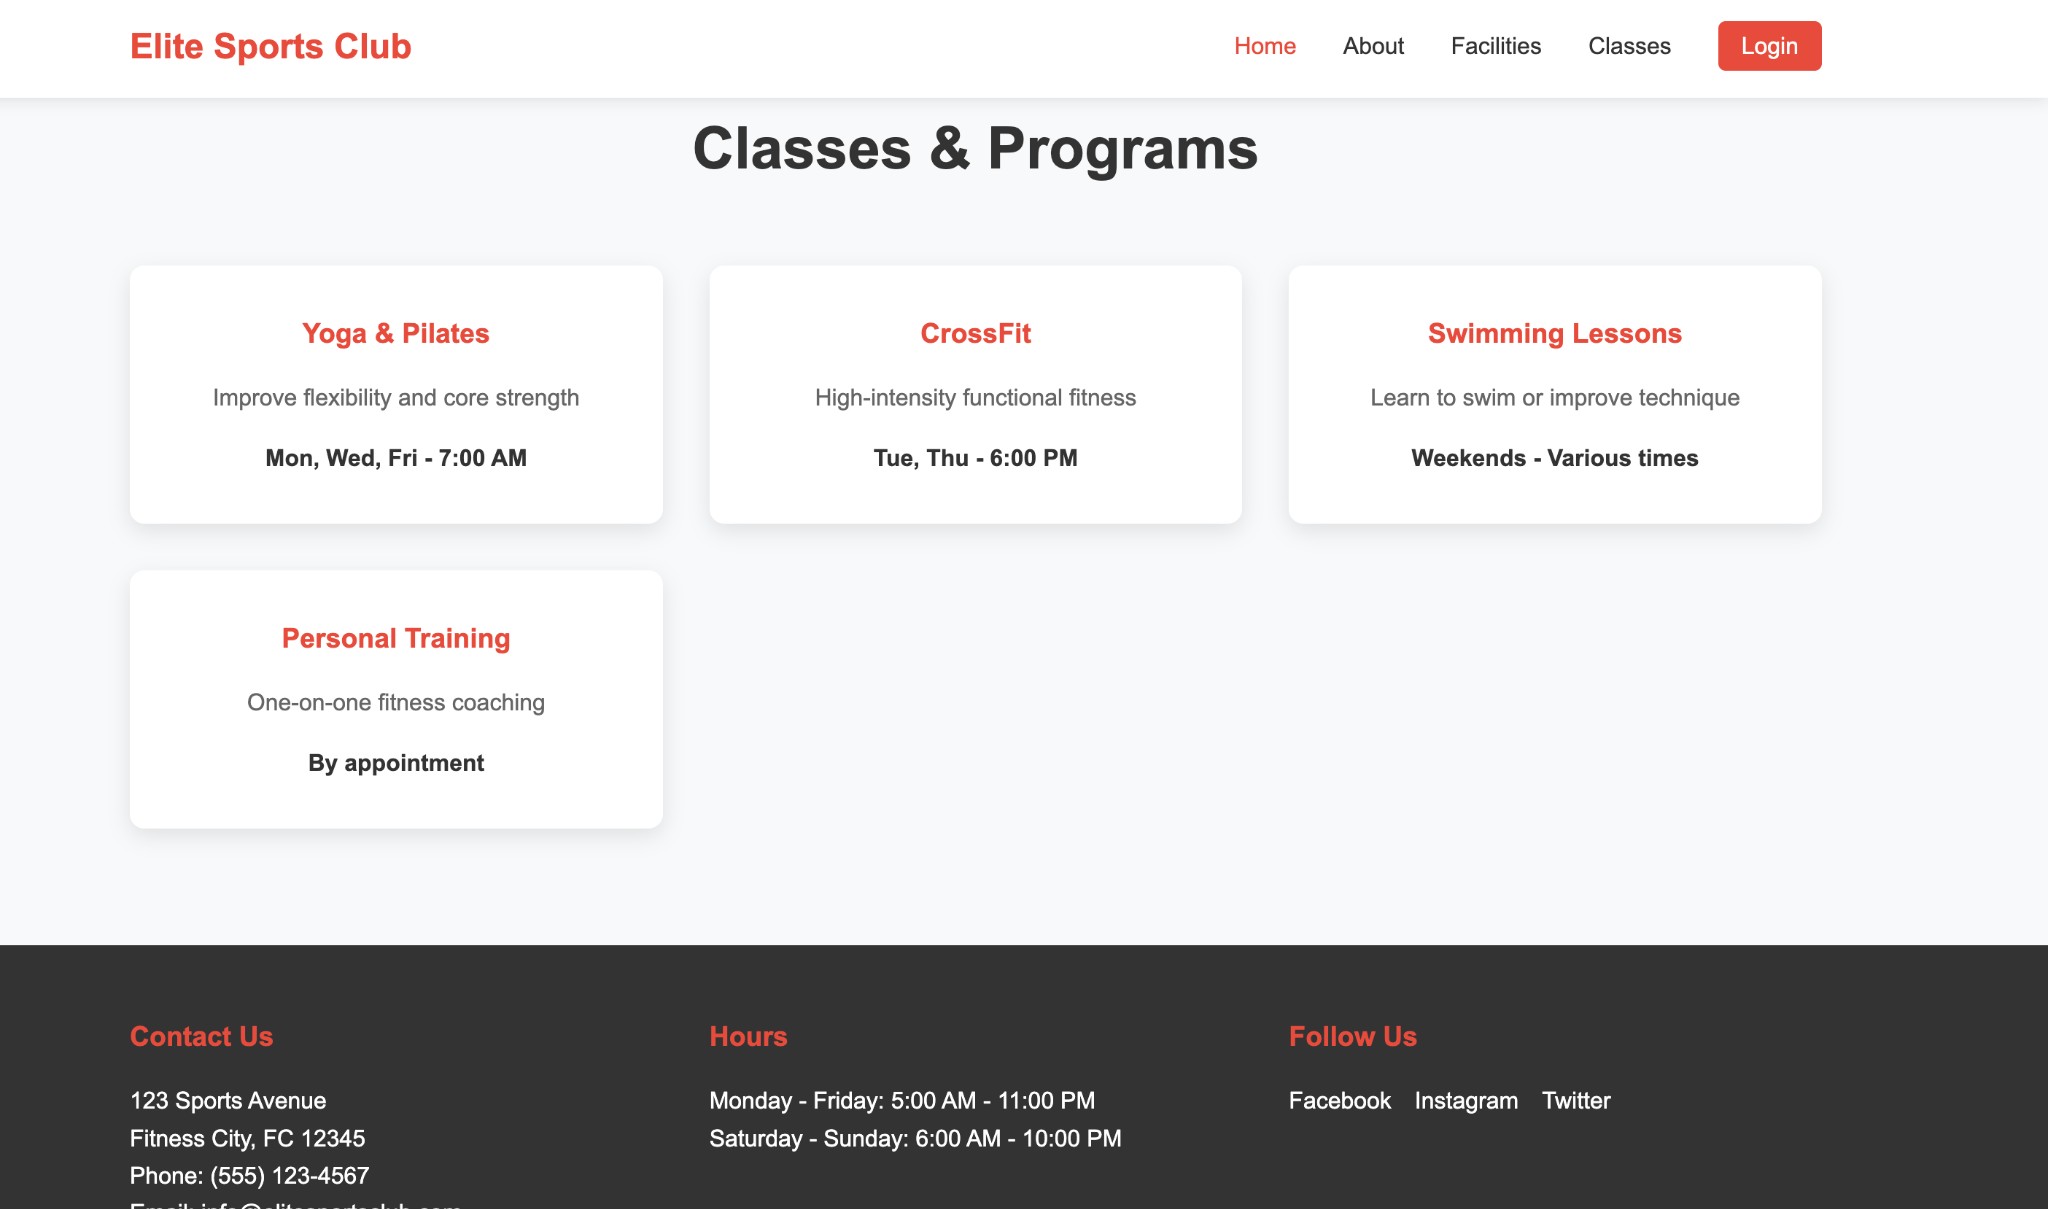 Elite Sports Club
Home About Facilities Classes Login
Classes & Programs
Yoga & Pilates
Improve flexibility and core strength
Mon, Wed, Fri - 7:00 AM
CrossFit
High-intensity functional fitness
Tue, Thu - 6:00 PM
Swimming Lessons
Learn to swim or improve technique
Weekends - Various times
Personal Training
One-on-one fitness coaching
By appointment
Contact Us
123 Sports Avenue
Fitness City, FC 12345
Phone: (555) 123-4567
Email: info@elitesportsclub.com
Hours
Monday - Friday: 5:00 AM - 11:00 PM
Saturday - Sunday: 6:00 AM - 10:00 PM
Follow Us
Facebook Instagram Twitter